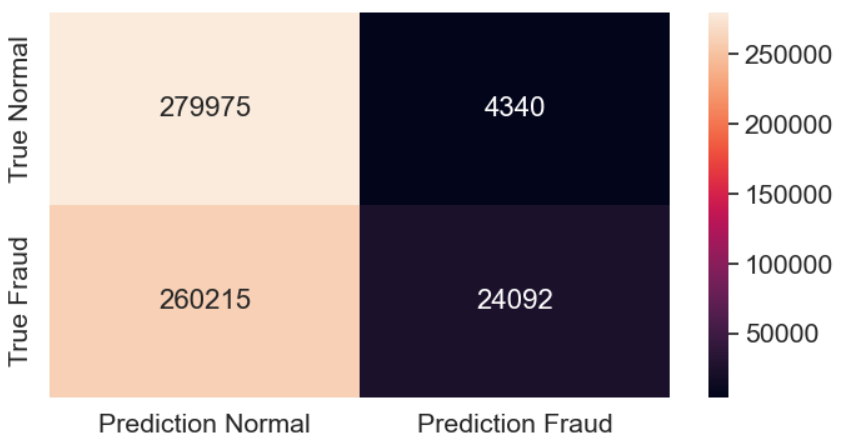 True Normal
279975
4340
True Fraud
260215
24092
Prediction Normal
Prediction Fraud
250000
200000
150000
100000
50000